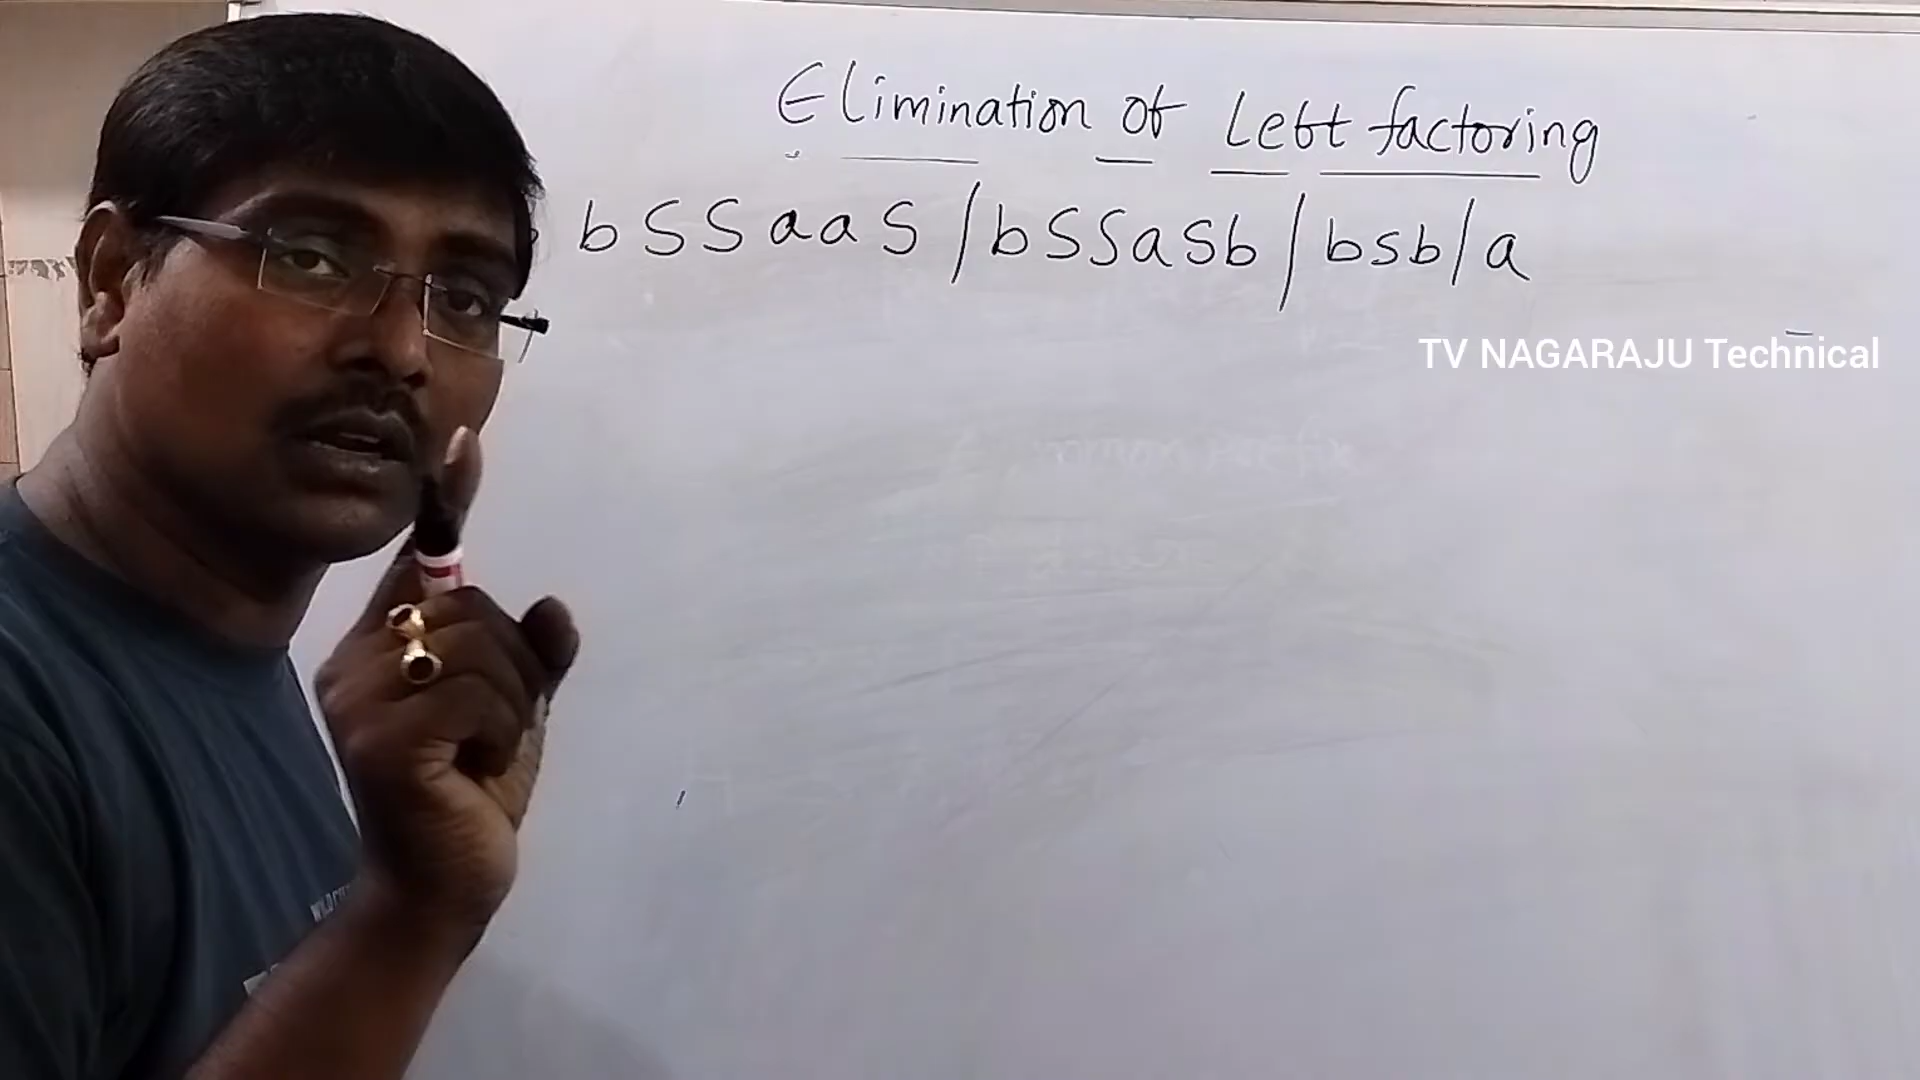 Elimination of Left factoring
bSSaaS / bSSaSb / bsb / a
TV NAGARAJU Technical